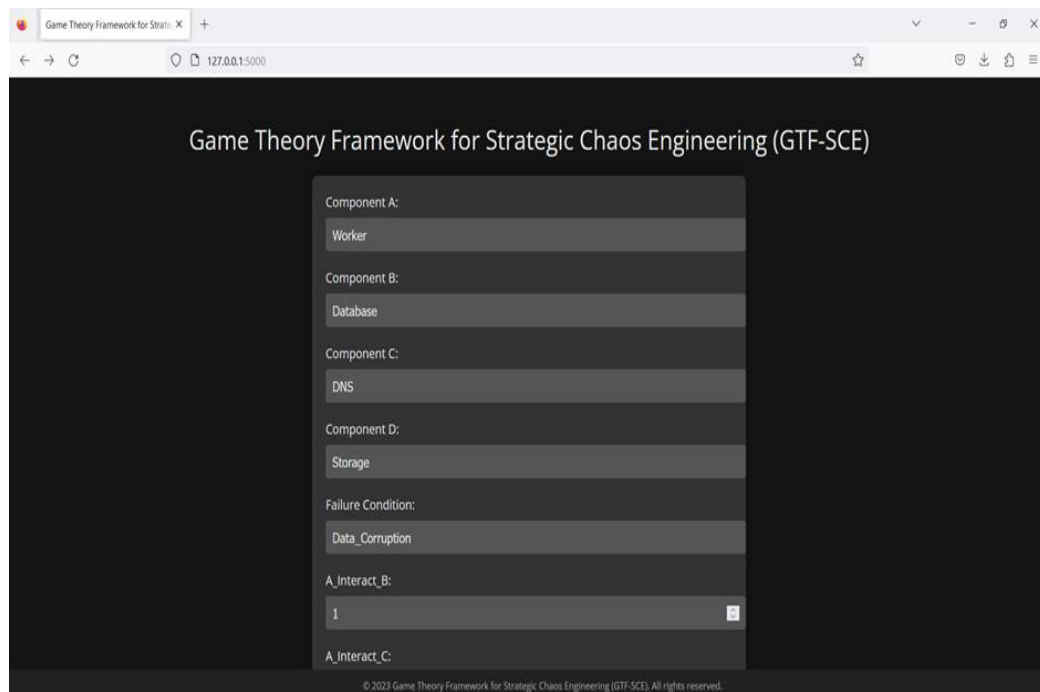 Game Theory Framework for Strate
127.0.0.1:5000
Game Theory Framework for Strategic Chaos Engineering (GTF-SCE)
Component A:
Worker
Component B:
Database
Component C:
DNS
Component D:
Storage
Failure Condition:
Data_Corruption
A_Interact_B:
1
A_Interact_C:
© 2023 Game Theory Framework for Strategic Chaos Engineering (GTF-SCE). All rights reserved.